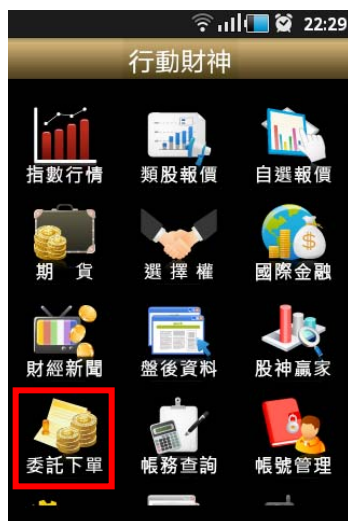 22:29
行動財神
指數行情 類股報價 自選報價
期 貨 選 擇 權 國際金融
財經新聞 盤後資料 股神贏家
委託下單 帳務查詢 帳號管理